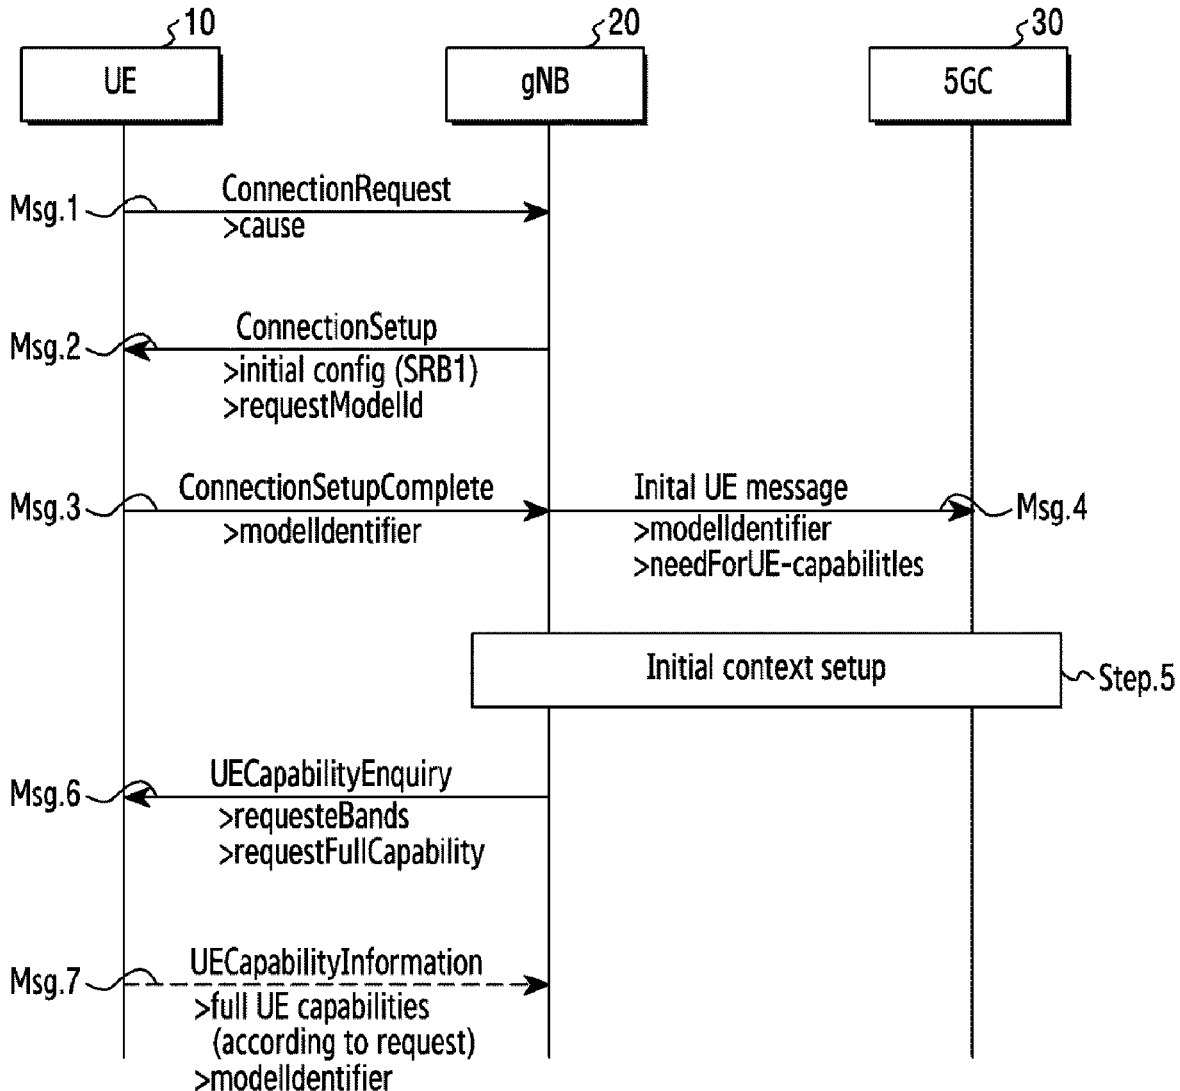 10
20
30
UE
gNB
5GC
Msg.1
ConnectionRequest
>cause
Msg.2
ConnectionSetup
>initial config (SRB1)
>requestModelId
Msg.3
ConnectionSetupComplete
>modelIdentifier
Inital UE message
>modelIdentifier
>needForUE-capabilitles
Msg.4
Initial context setup
Step.5
Msg.6
UECapabilityEnquiry
>requesteBands
>requestFullCapability
Msg.7
UECapabilityInformation
>full UE capabilities
(according to request)
>modelIdentifier